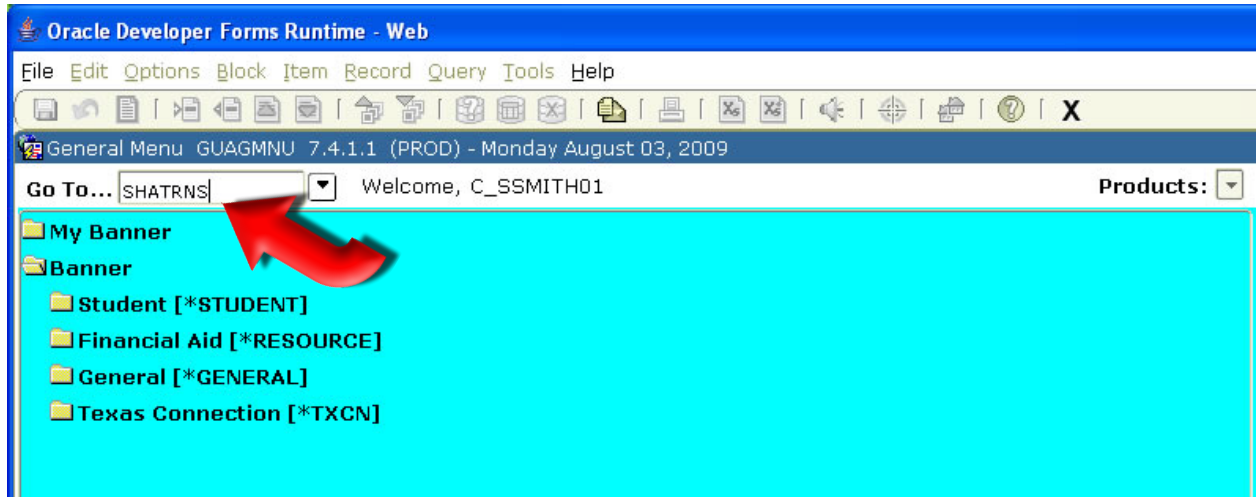 Oracle Developer Forms Runtime - Web
File Edit Options Block Item Record Query Tools Help
General Menu GUAGMNU 7.4.1.1 (PROD) - Monday August 03, 2009
Go To... SHATRNS Welcome, C_SSMITH01 Products:
My Banner
Banner
Student [*STUDENT]
Financial Aid [*RESOURCE]
General [*GENERAL]
Texas Connection [*TXCN]